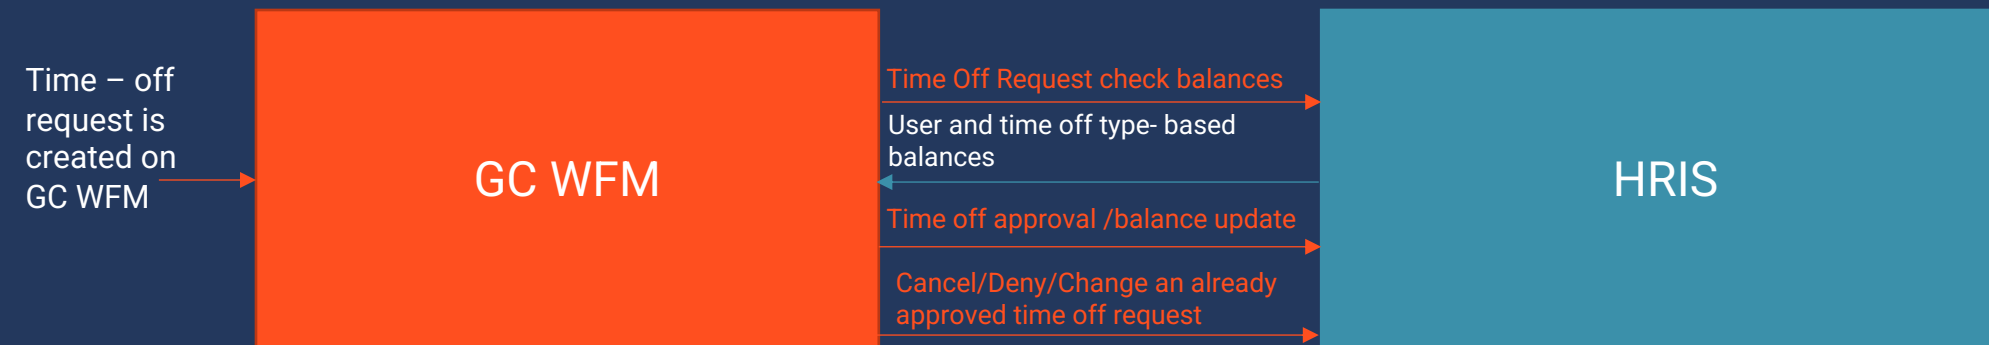 Time – off
request is
created on
GC WFM
GC WFM
Time Off Request check balances
User and time off type- based
balances
Time off approval /balance update
Cancel/Deny/Change an already
approved time off request
HRIS